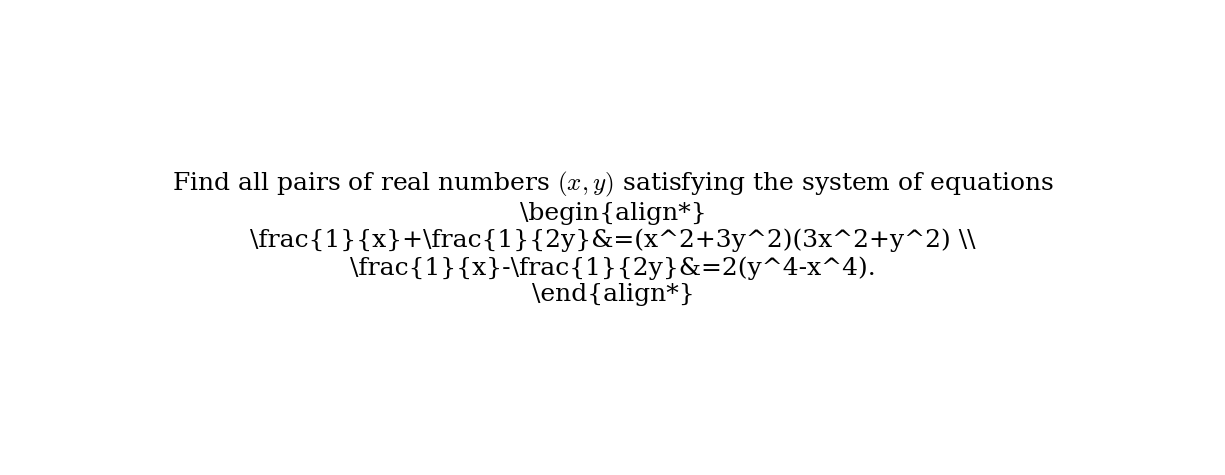 Find all pairs of real numbers $(x, y)$ satisfying the system of equations
\begin{align*}
\frac{1}{x}+\frac{1}{2y}&=(x^2+3y^2)(3x^2+y^2) \\
\frac{1}{x}-\frac{1}{2y}&=2(y^4-x^4).
\end{align*}